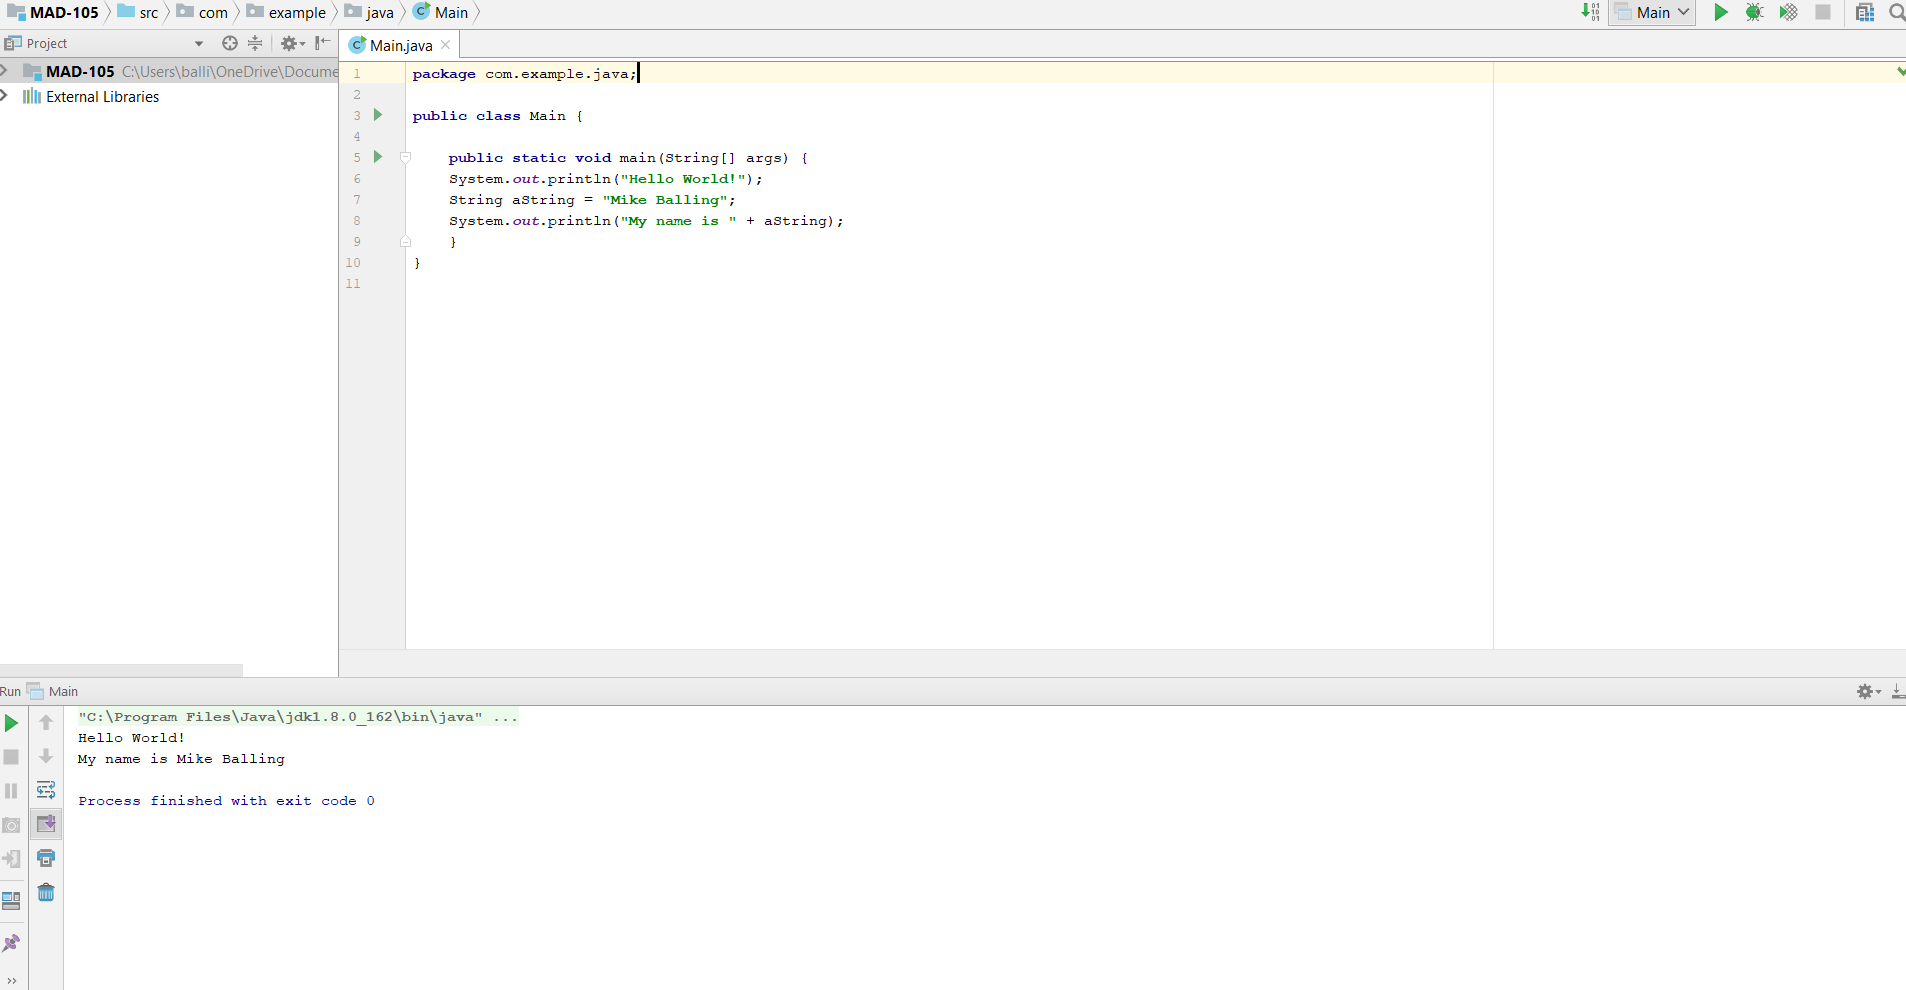 MAD-105 src com example java Main Main
Project
Main.java
MAD-105 C:\Users\balli\OneDrive\Docume
External Libraries
1 package com.example.java;
2
3 public class Main {
4
5 public static void main(String[] args) {
6 System.out.println("Hello World!");
7 String aString = "Mike Balling";
8 System.out.println("My name is " + aString);
9 }
10 }
11
Run Main
"C:\Program Files\Java\jdk1.8.0_162\bin\java" ...
Hello World!
My name is Mike Balling
Process finished with exit code 0